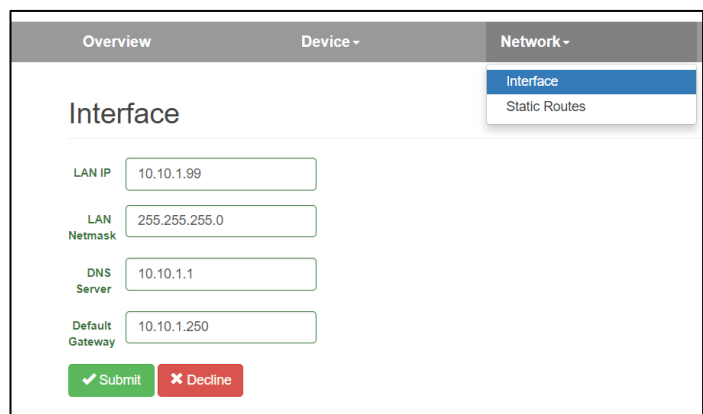 Overview Device Network
Interface
Static Routes
Interface
LAN IP 10.10.1.99
LAN
Netmask
255.255.255.0
DNS
Server
10.10.1.1
Default
Gateway
10.10.1.250
Submit Decline